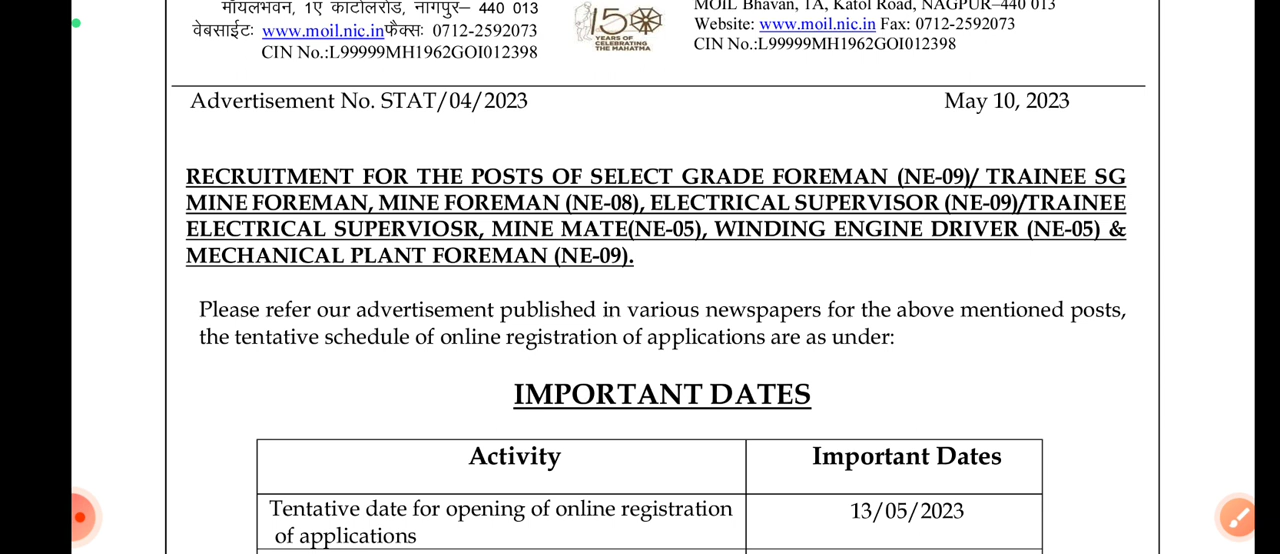 मॉयलभवन, 1ए काटोलरोड, नागपुर– 440 013
वेबसाईटः www.moil.nic.inफैक्सः 0712-2592073
CIN No.:L99999MH1962GOI012398
150
YEARS OF
CELEBRATING
THE MAHATMA
MOIL Bhavan, 1A, Katol Road, NAGPUR–440 013
Website: www.moil.nic.in Fax: 0712-2592073
CIN No.:L99999MH1962GOI012398
Advertisement No. STAT/04/2023 May 10, 2023
RECRUITMENT FOR THE POSTS OF SELECT GRADE FOREMAN (NE-09)/ TRAINEE SG
MINE FOREMAN, MINE FOREMAN (NE-08), ELECTRICAL SUPERVISOR (NE-09)/TRAINEE
ELECTRICAL SUPERVIOSR, MINE MATE(NE-05), WINDING ENGINE DRIVER (NE-05) &
MECHANICAL PLANT FOREMAN (NE-09).
Please refer our advertisement published in various newspapers for the above mentioned posts,
the tentative schedule of online registration of applications are as under:
IMPORTANT DATES
Activity Important Dates
Tentative date for opening of online registration 13/05/2023
of applications